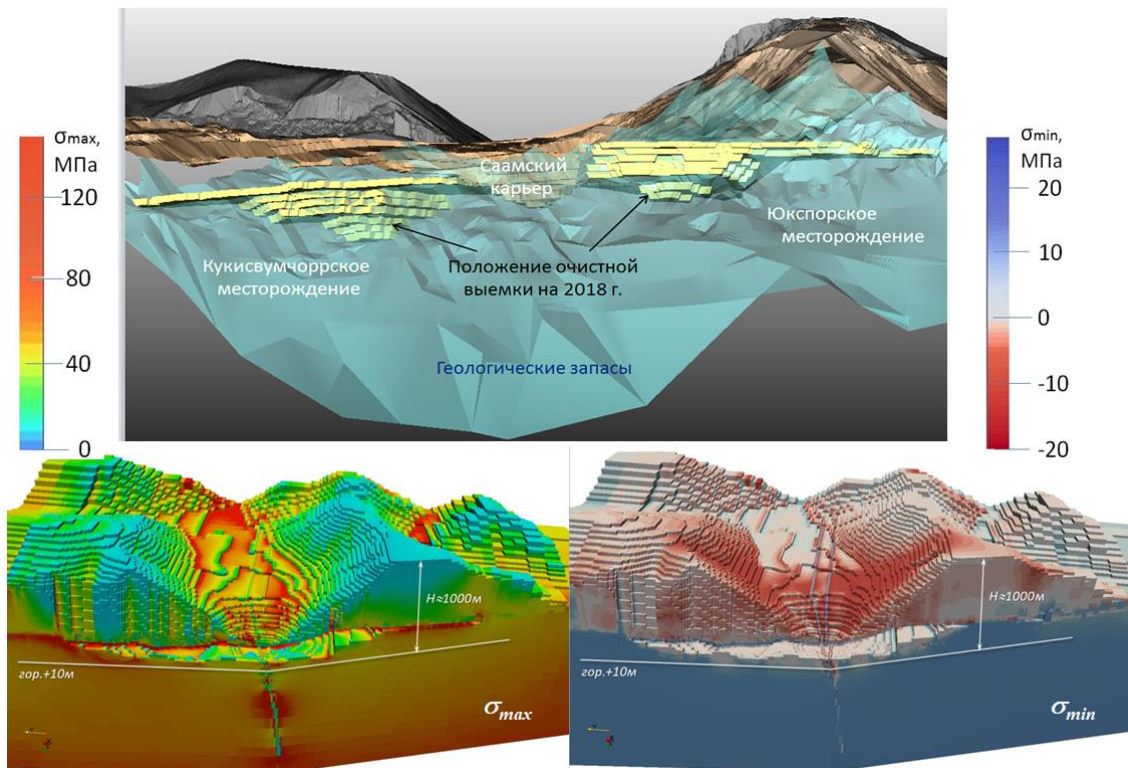 σmax,
МПа
120
80
40
0
Саамский
карьер
Юкспорское
месторождение
Кукисвумчоррское
месторождение
Положение очистной
выемки на 2018 г.
Геологические запасы
σmin,
МПа
20
10
0
-10
-20
H≈1000м
гор.+10м
σmax
H≈1000м
гор.+10м
σmin